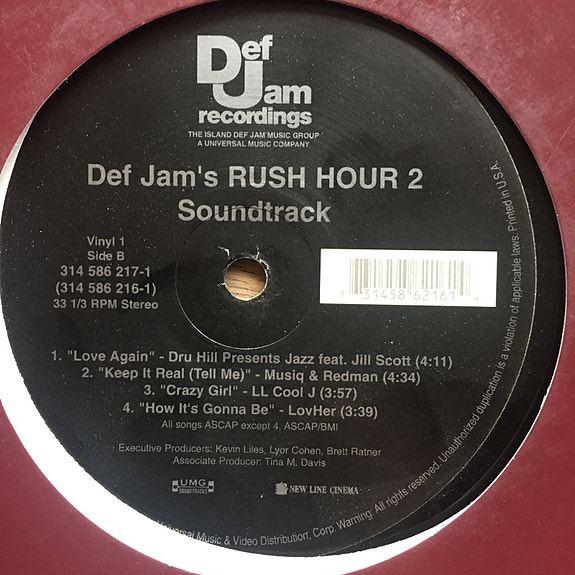 Def
Jam
recordings
THE ISLAND DEF JAM MUSIC GROUP
A UNIVERSAL MUSIC COMPANY
Def Jam's RUSH HOUR 2
Soundtrack
Vinyl 1
Side B
314 586 217-1
(314 586 216-1)
33 1/3 RPM Stereo
31458 62161 4
1. "Love Again" - Dru Hill Presents Jazz feat. Jill Scott (4:11)
2. "Keep It Real (Tell Me)" - Musiq & Redman (4:34)
3. "Crazy Girl" - LL Cool J (3:57)
4. "How It's Gonna Be" - LovHer (3:39)
All songs ASCAP except 4. ASCAP/BMI
Executive Producers: Kevin Liles, Lyor Cohen, Brett Ratner
Associate Producer: Tina M. Davis
UMG
SOUNDTRACKS
NEW LINE CINEMA
Universal Music & Video Distribution, Corp. Warning: All rights reserved. Unauthorized duplication is a violation of applicable laws. Printed in U.S.A.